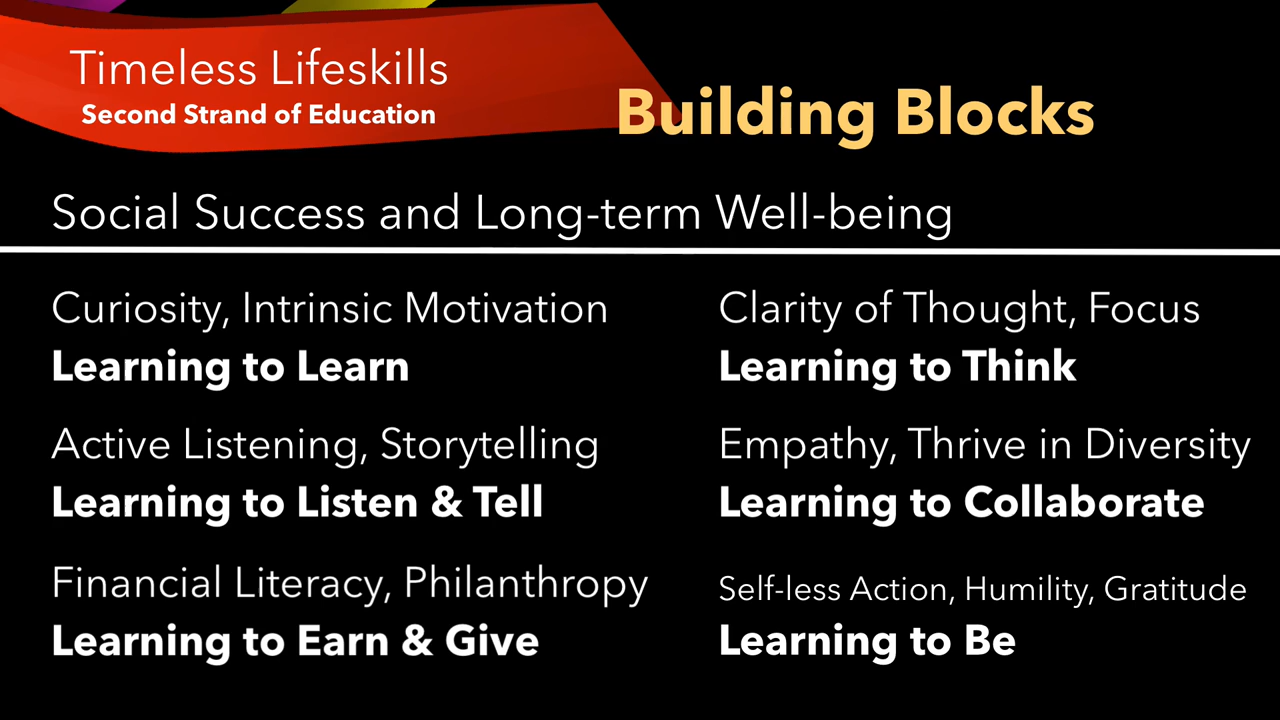 Timeless Lifeskills
Second Strand of Education
Building Blocks
Social Success and Long-term Well-being
Curiosity, Intrinsic Motivation
Learning to Learn
Clarity of Thought, Focus
Learning to Think
Active Listening, Storytelling
Learning to Listen & Tell
Empathy, Thrive in Diversity
Learning to Collaborate
Financial Literacy, Philanthropy
Learning to Earn & Give
Self-less Action, Humility, Gratitude
Learning to Be